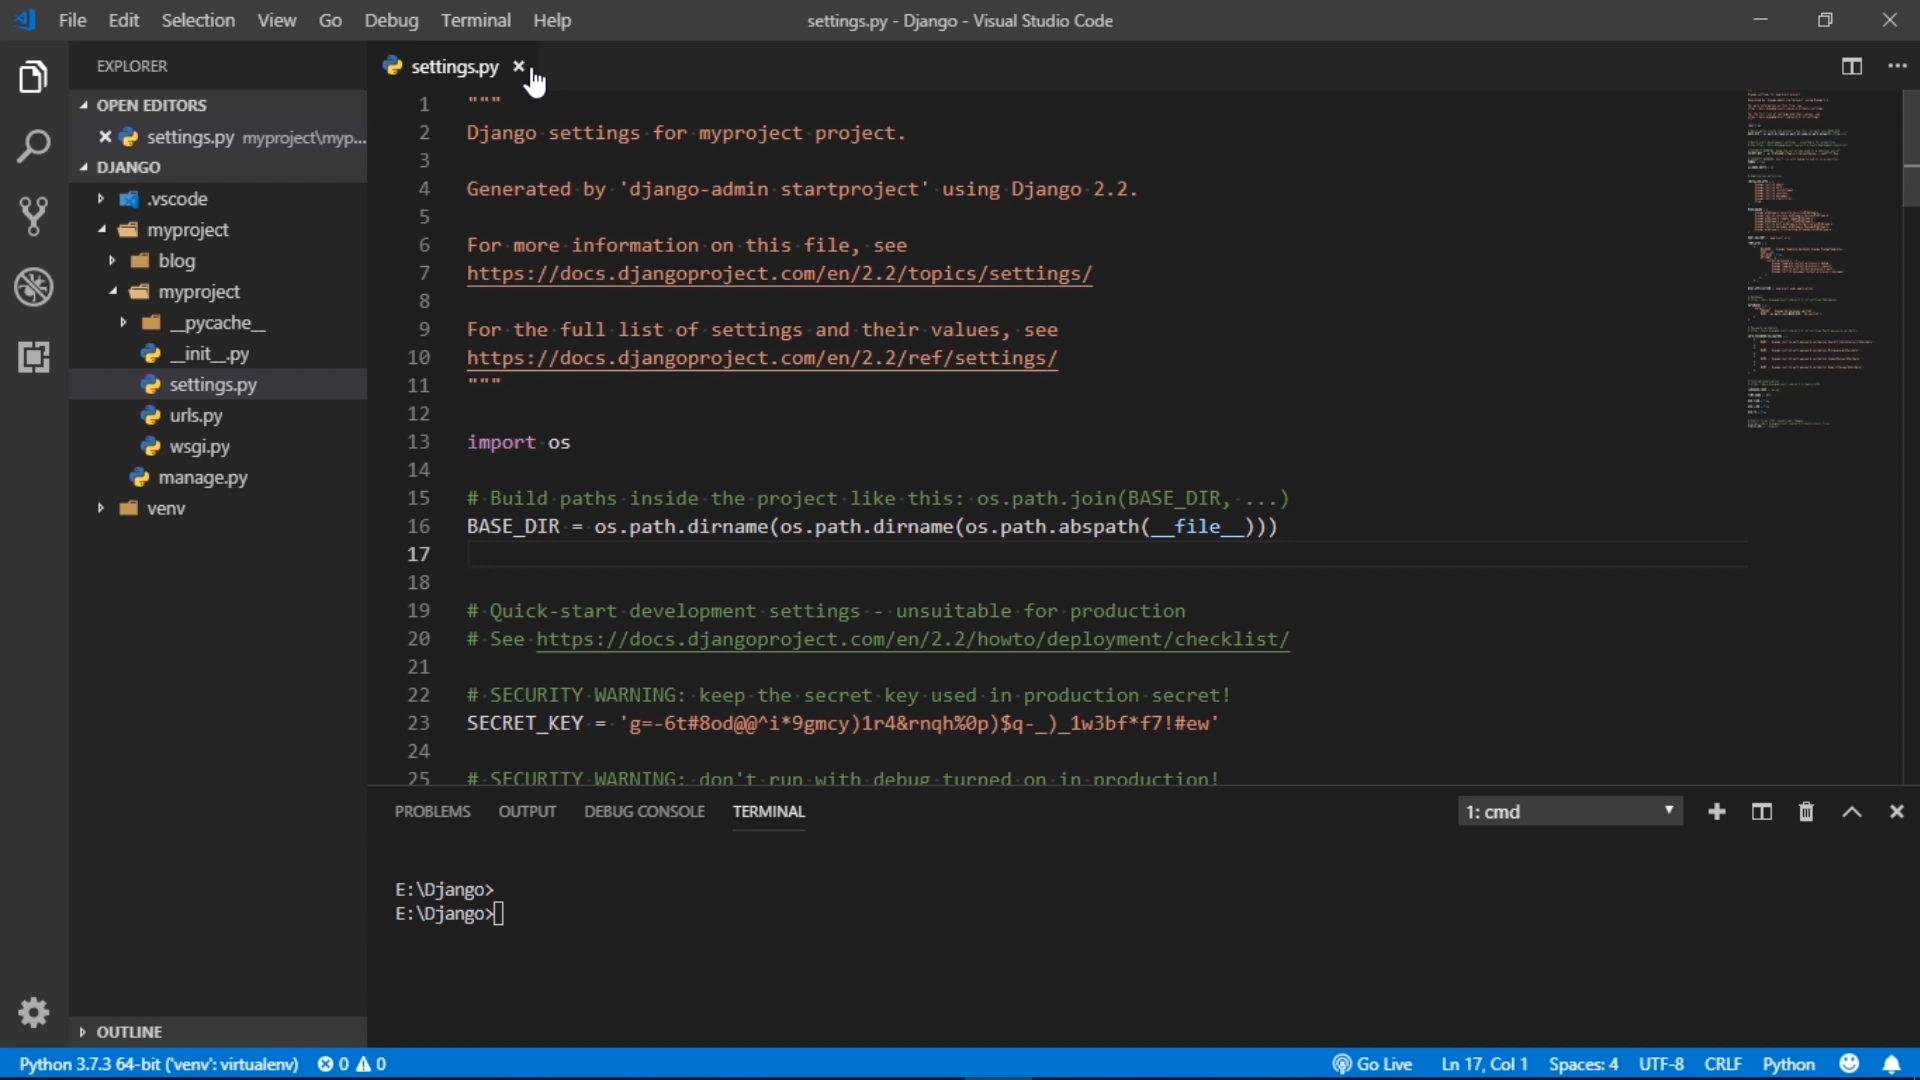 File Edit Selection View Go Debug Terminal Help
settings.py - Django - Visual Studio Code
EXPLORER
OPEN EDITORS
settings.py myproject\myp...
DJANGO
.vscode
myproject
blog
myproject
__pycache__
__init__.py
settings.py
urls.py
wsgi.py
manage.py
venv
OUTLINE
settings.py
1 """
2 Django settings for myproject project.
3
4 Generated by 'django-admin startproject' using Django 2.2.
5
6 For more information on this file, see
7 https://docs.djangoproject.com/en/2.2/topics/settings/
8
9 For the full list of settings and their values, see
10 https://docs.djangoproject.com/en/2.2/ref/settings/
11 """
12
13 import os
14
15 # Build paths inside the project like this: os.path.join(BASE_DIR, ...)
16 BASE_DIR = os.path.dirname(os.path.dirname(os.path.abspath(__file__)))
17
18
19 # Quick-start development settings - unsuitable for production
20 # See https://docs.djangoproject.com/en/2.2/howto/deployment/checklist/
21
22 # SECURITY WARNING: keep the secret key used in production secret!
23 SECRET_KEY = 'g=-6t#8od@@^i*9gmcy)1r4&rnqh%0p)$q-_)_1w3bf*f7!#ew'
24
25 # SECURITY WARNING: don't run with debug turned on in production!
PROBLEMS OUTPUT DEBUG CONSOLE TERMINAL
1: cmd
E:\Django>
E:\Django>
Python 3.7.3 64-bit ('venv': virtualenv) 0 0
Go Live Ln 17, Col 1 Spaces: 4 UTF-8 CRLF Python